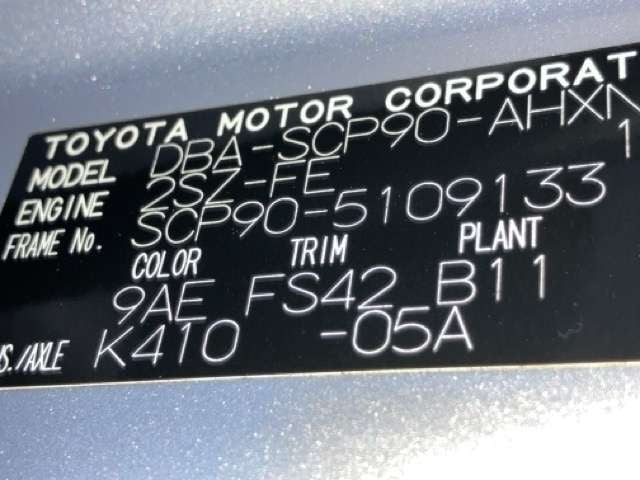 TOYOTA MOTOR CORPORAT
MODEL DBA-SCP90-AHXN
ENGINE 2SZ-FE 1
FRAME No. SCP90-5109133
COLOR TRIM PLANT
9AE FS42 B11
S./AXLE K410 -05A